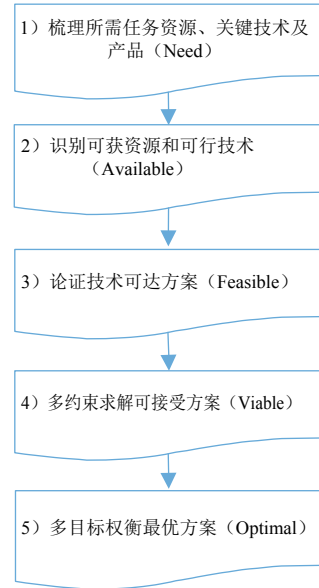 1）梳理所需任务资源、关键技术及
产品（Need）
2）识别可获资源和可行技术
（Available）
3）论证技术可达方案（Feasible）
4）多约束求解可接受方案（Viable）
5）多目标权衡最优方案（Optimal）